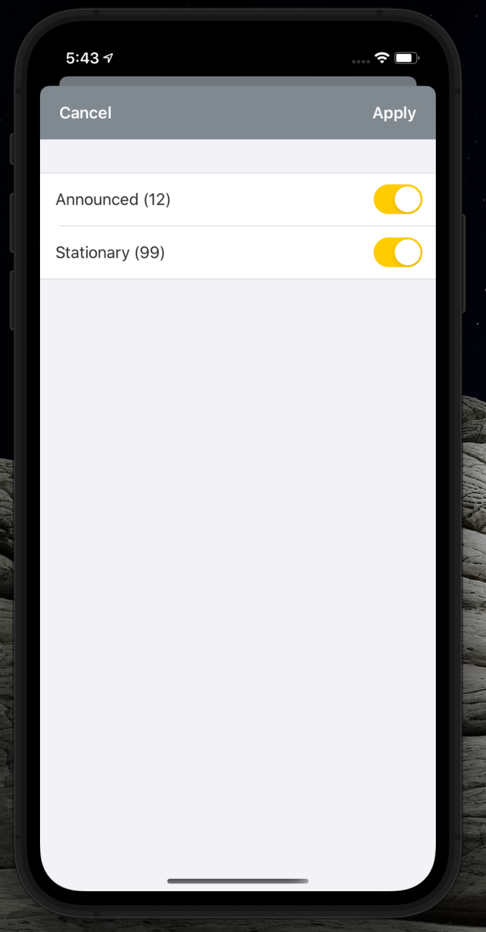 5:43
Cancel
Apply
Announced (12)
Stationary (99)